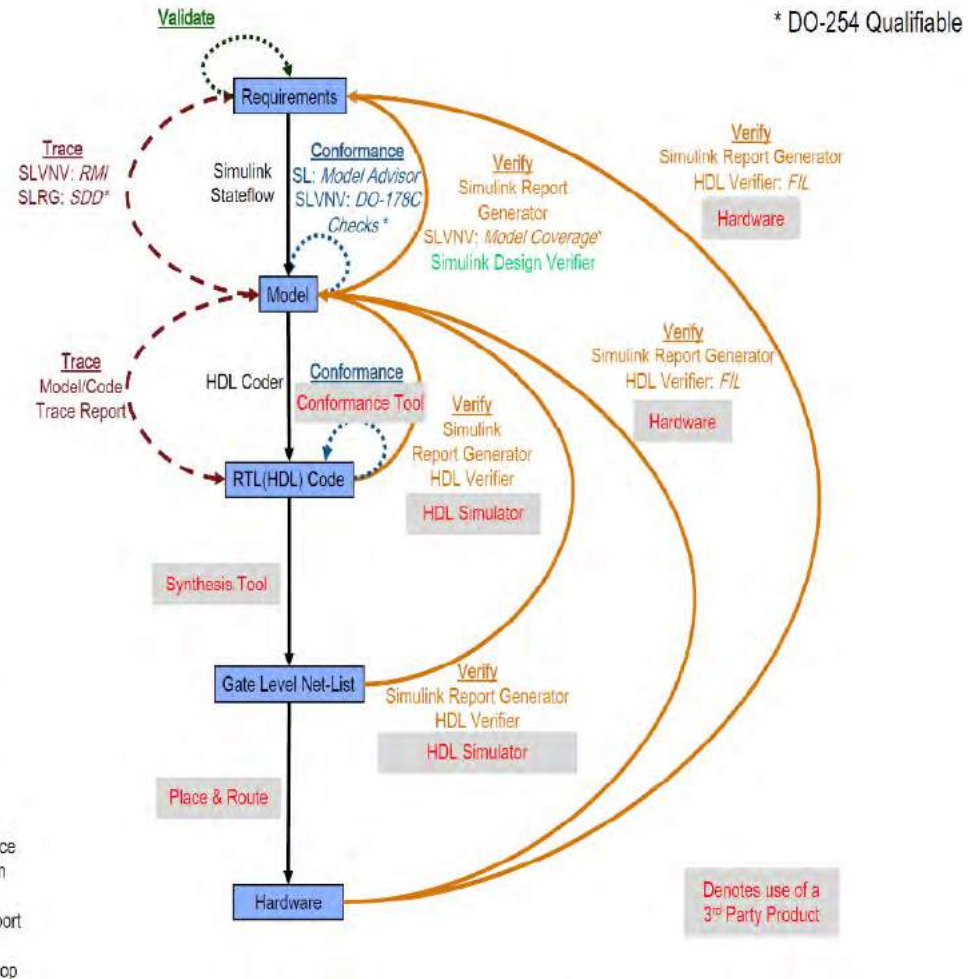 Validate
* DO-254 Qualifiable
Requirements
Trace
SLVNV: RMI
SLRG: SDD*
Simulink
Stateflow
Conformance
SL: Model Advisor
SLVNV: DO-178C
Checks *
Verify
Simulink Report
Generator
SLVNV: Model Coverage*
Simulink Design Verifier
Verify
Simulink Report Generator
HDL Verifier: FIL
Hardware
Model
Trace
Model/Code
Trace Report
HDL Coder
Conformance
Conformance Tool
Verify
Simulink
Report Generator
HDL Verifier
HDL Simulator
Verify
Simulink Report Generator
HDL Verifier: FIL
Hardware
RTL(HDL) Code
Synthesis Tool
Gate Level Net-List
Verify
Simulink Report Generator
HDL Verifier
HDL Simulator
Place & Route
Hardware
Denotes use of a
3rd Party Product